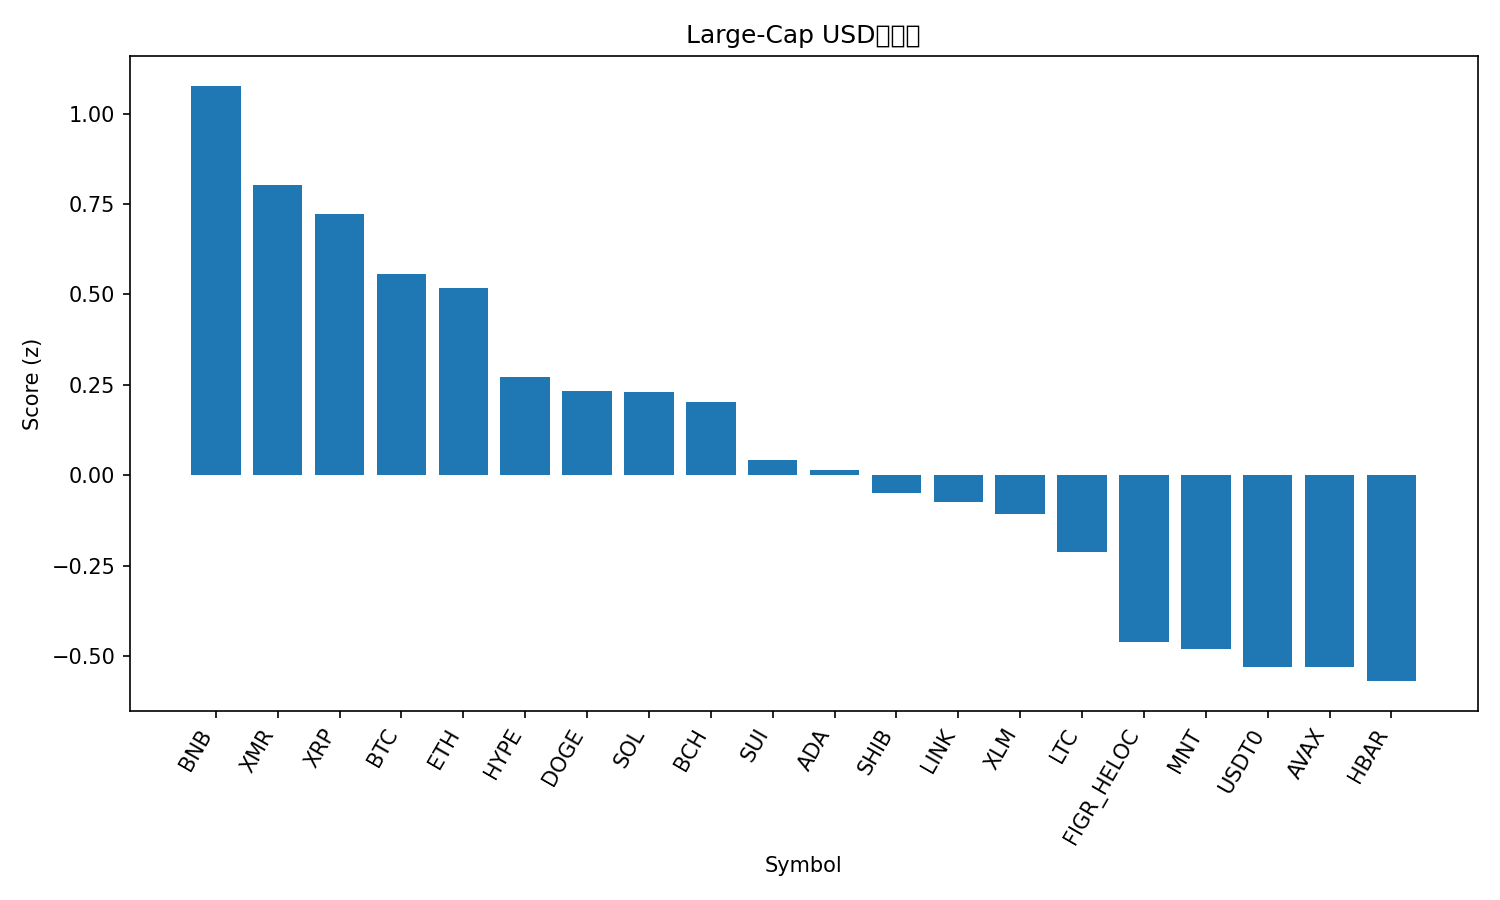 Large-Cap USD
1.00
0.75
0.50
0.25
0.00
−0.25
−0.50
Score (z)
BNB
XMR
XRP
BTC
ETH
HYPE
DOGE
SOL
BCH
SUI
ADA
SHIB
LINK
XLM
LTC
FIGR_HELOC
MNT
USDT0
AVAX
HBAR
Symbol